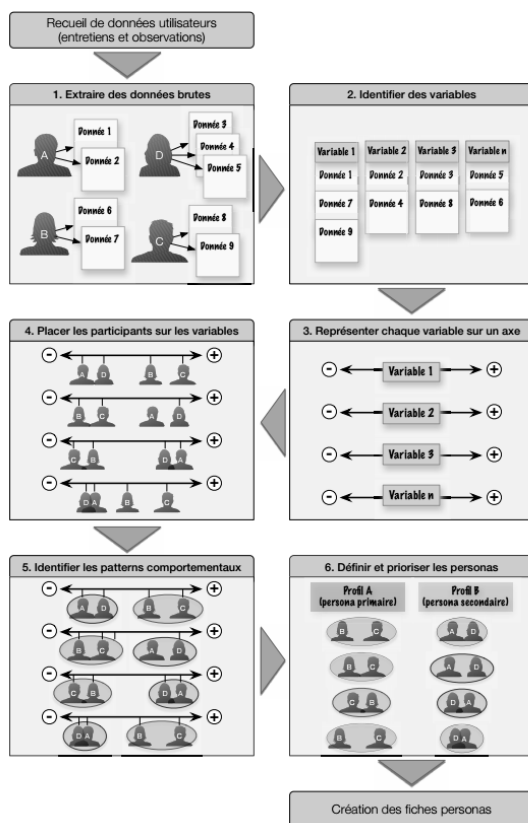 Recueil de données utilisateurs
(entretiens et observations)
1. Extraire des données brutes
A
Donnée 1
Donnée 2
D
Donnée 3
Donnée 4
Donnée 5
B
Donnée 6
Donnée 7
C
Donnée 8
Donnée 9
2. Identifier des variables
Variable 1 Variable 2 Variable 3 Variable n
Donnée 1 Donnée 2 Donnée 3 Donnée 5
Donnée 7 Donnée 4 Donnée 8 Donnée 6
Donnée 9
3. Représenter chaque variable sur un axe
- Variable 1 +
- Variable 2 +
- Variable 3 +
- Variable n +
4. Placer les participants sur les variables
- +
A D B C
- +
B C A D
- +
C B D A
- +
D A B C
5. Identifier les patterns comportementaux
- +
A D B C
- +
B C A D
- +
C B D A
- +
D A B C
6. Définir et prioriser les personas
Profil A
(persona primaire)
Profil B
(persona secondaire)
B C A D
B C A D
C B D A
B C D A
Création des fiches personas